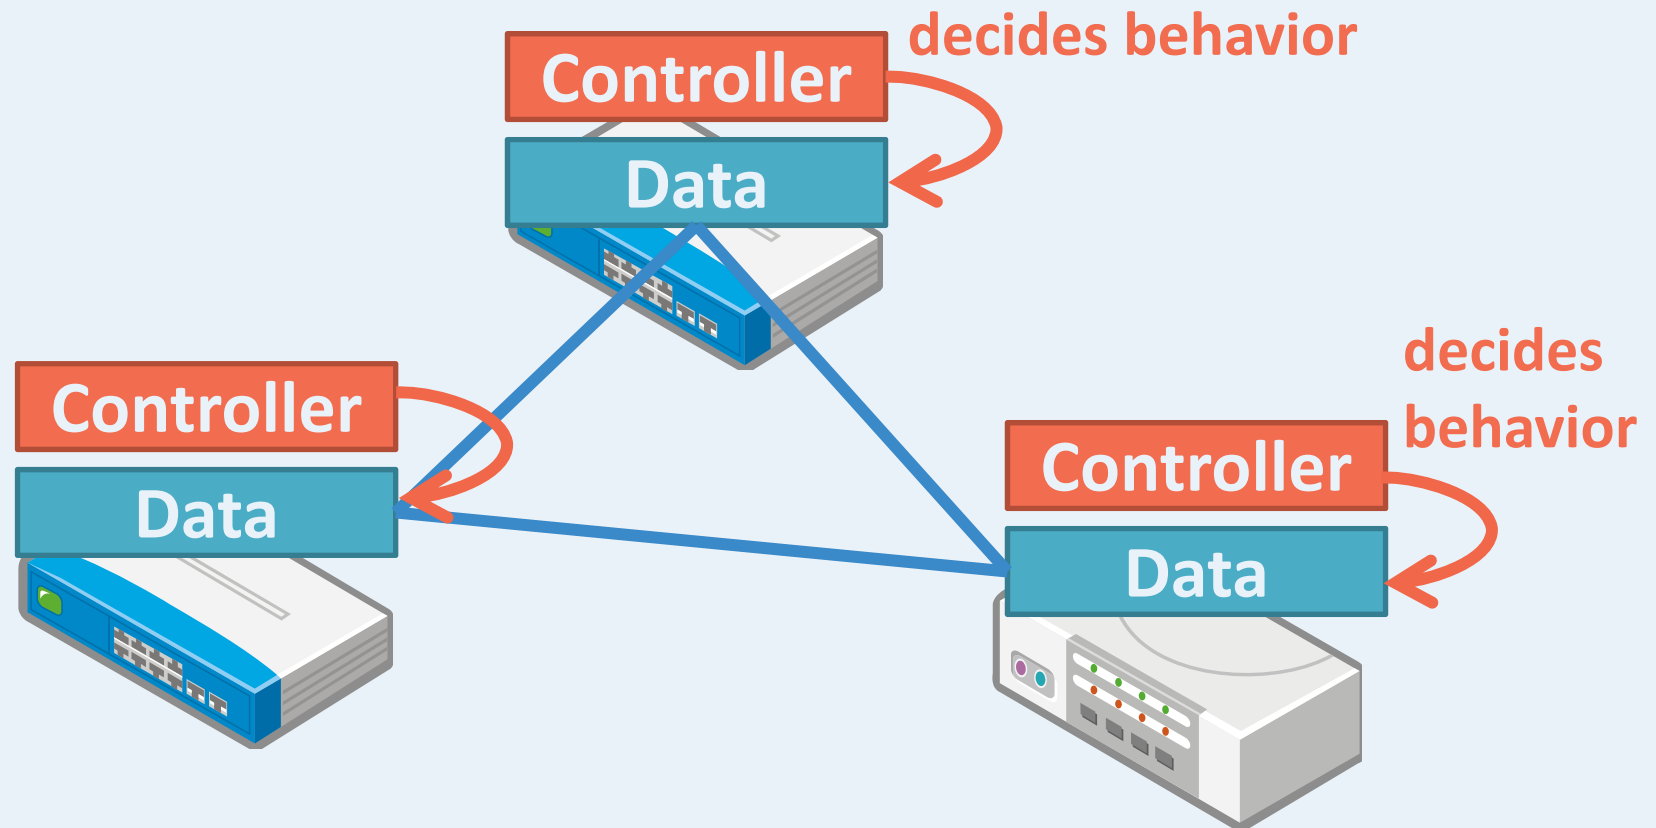 decides behavior
Controller
Data
decides
behavior
Controller
Data
Controller
Data